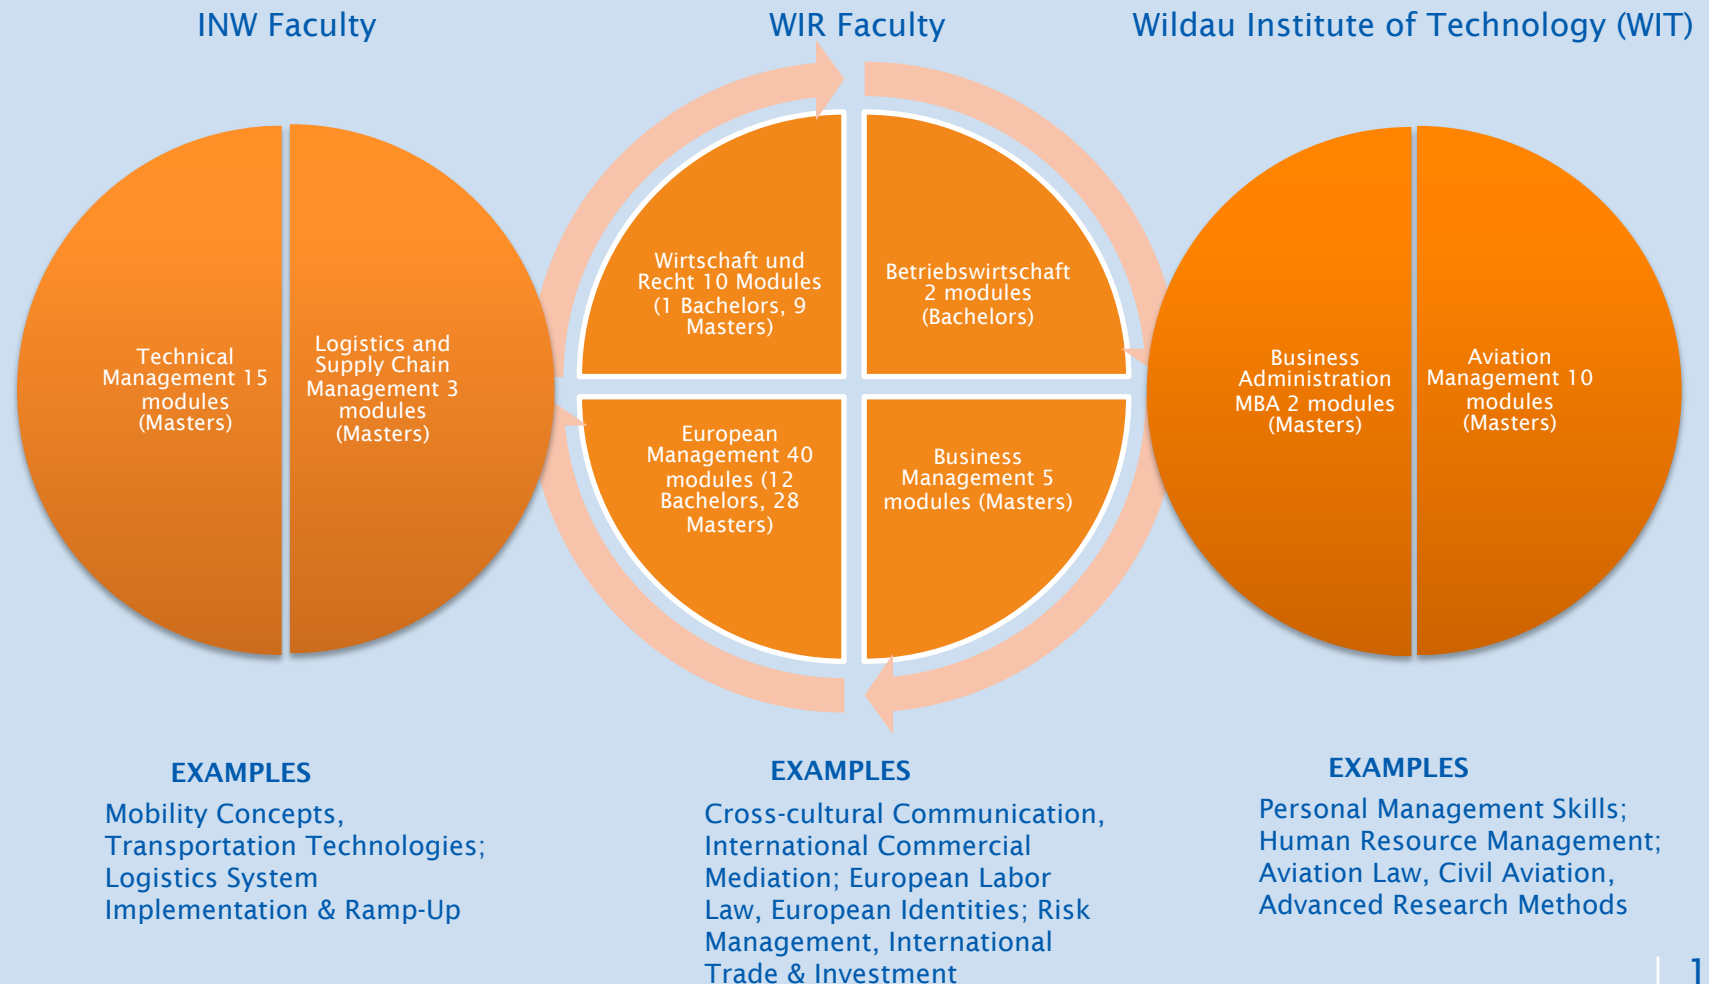 INW Faculty
WIR Faculty
Wildau Institute of Technology (WIT)
Technical
Management 15
modules
(Masters)
Logistics and
Supply Chain
Management 3
modules
(Masters)
Wirtschaft und
Recht 10 Modules
(1 Bachelors, 9
Masters)
Betriebswirtschaft
2 modules
(Bachelors)
European
Management 40
modules (12
Bachelors, 28
Masters)
Business
Management 5
modules (Masters)
Business
Administration
MBA 2 modules
(Masters)
Aviation
Management 10
modules
(Masters)
EXAMPLES
Mobility Concepts,
Transportation Technologies;
Logistics System
Implementation & Ramp-Up
EXAMPLES
Cross-cultural Communication,
International Commercial
Mediation; European Labor
Law, European Identities; Risk
Management, International
Trade & Investment
EXAMPLES
Personal Management Skills;
Human Resource Management;
Aviation Law, Civil Aviation,
Advanced Research Methods
1